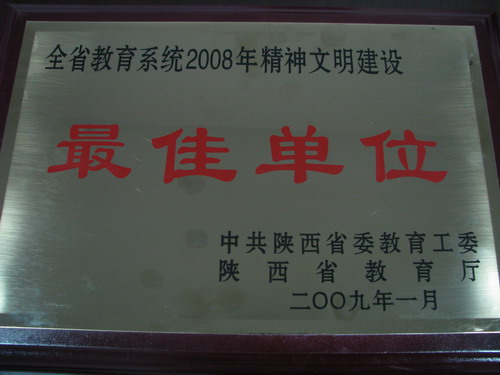 全省教育系统2008年精神文明建设
最佳单位
中共陕西省委教育工委
陕西省教育厅
二〇〇九年一月